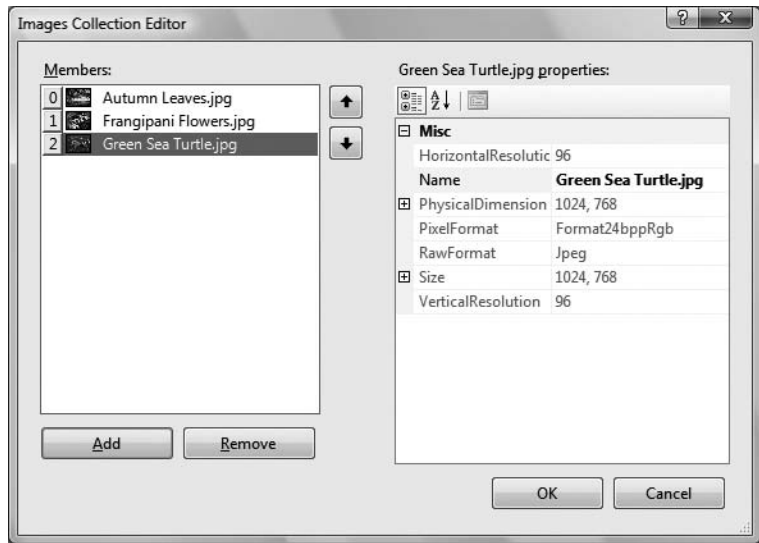 Images Collection Editor
Members:
0 Autumn Leaves.jpg
1 Frangipani Flowers.jpg
2 Green Sea Turtle.jpg
Add Remove
Green Sea Turtle.jpg properties:
Misc
HorizontalResolutic 96
Name Green Sea Turtle.jpg
PhysicalDimension 1024, 768
PixelFormat Format24bppRgb
RawFormat Jpeg
Size 1024, 768
VerticalResolution 96
OK Cancel